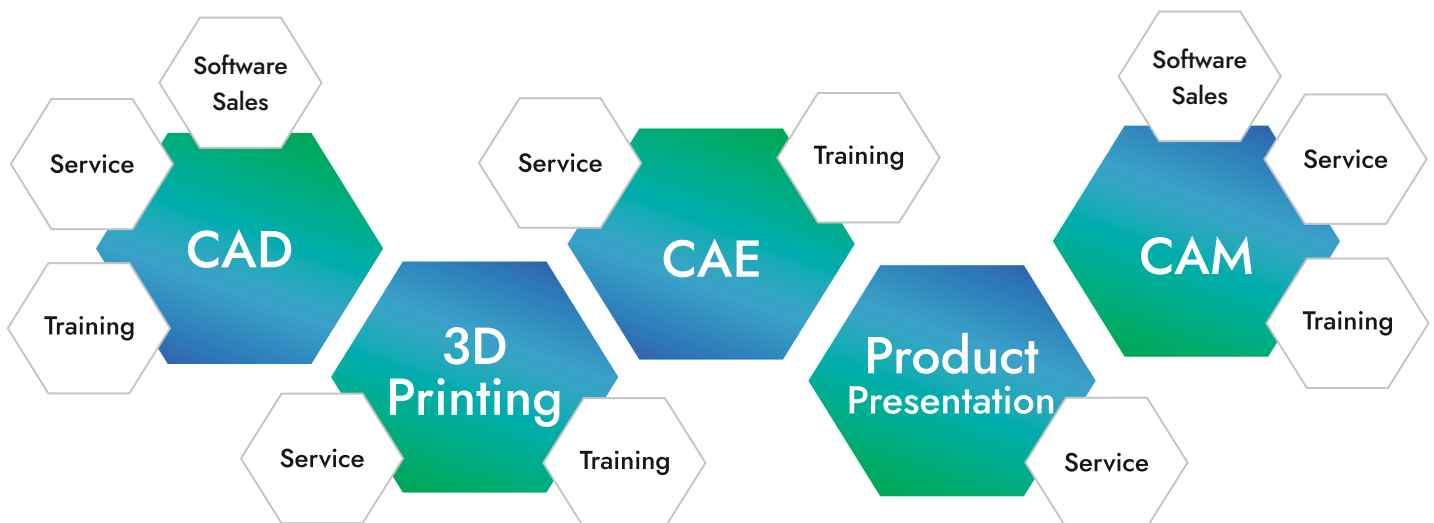 Software
Sales
Service
Training
CAD
3D
Printing
Service
Training
Service
Training
CAE
Product
Presentation
Service
Software
Sales
Service
Training
CAM